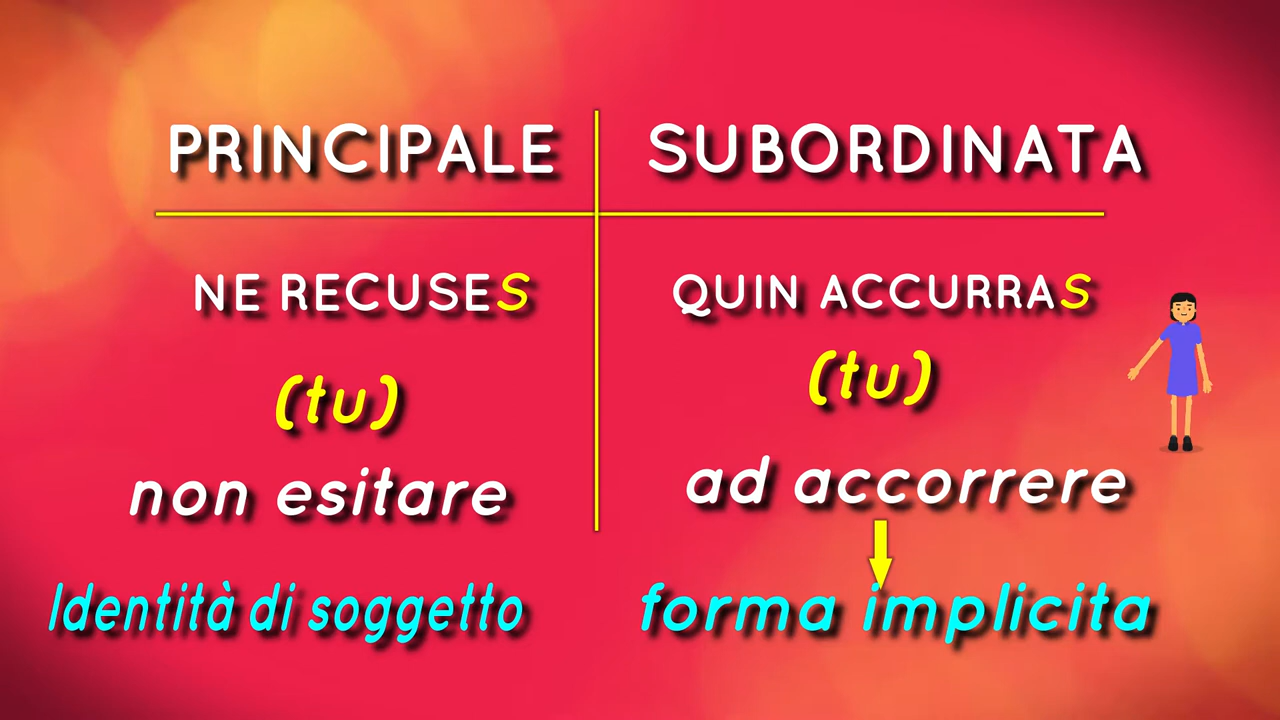 PRINCIPALE SUBORDINATA
NE RECUSES QUIN ACCURRAS
(tu) (tu)
non esitare ad accorrere
Identità di soggetto forma implicita